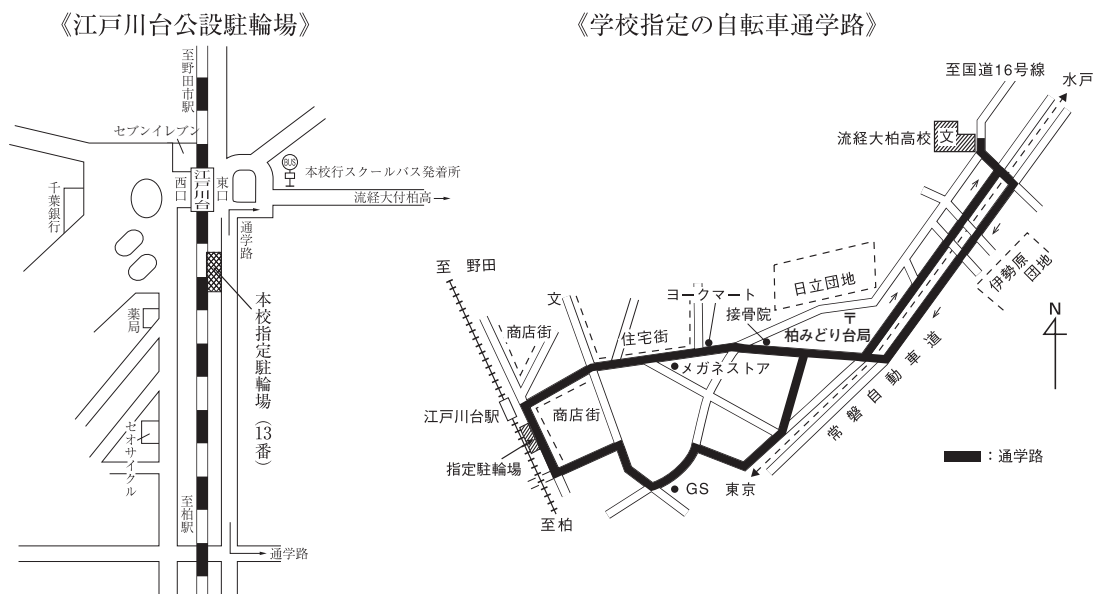 《江戸川台公設駐輪場》
至野田市駅
セブンイレブン
江戸川台
西口
東口
BUS
本校行スクールバス発着所
流経大付柏高
千葉銀行
通学路
本校指定駐輪場（13番）
薬局
セオサイクル
至柏駅
通学路
《学校指定の自転車通学路》
至国道16号線
水戸
流経大柏高校
文
伊勢原
団地
至 野田
文
ヨークマート
日立団地
接骨院
商店街
住宅街
〒
柏みどり台局
メガネストア
江戸川台駅
商店街
常磐自動車道
指定駐輪場
GS
東京
至柏
N
：通学路